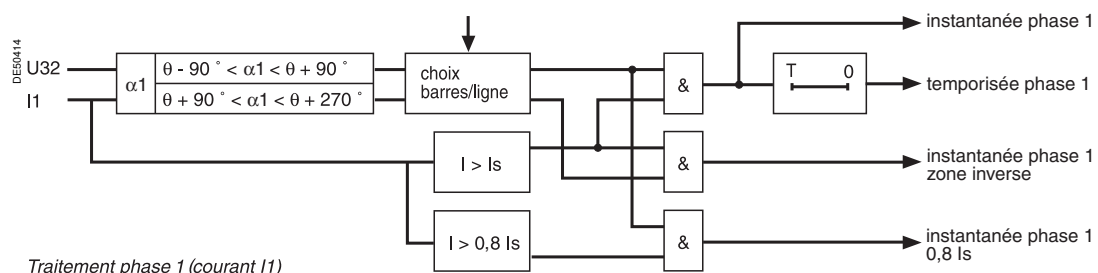 instantanée phase 1
DE50414
U32
α1
θ - 90 ° < α1 < θ + 90 °
choix
barres/ligne
&
T 0
temporisée phase 1
I1
θ + 90 ° < α1 < θ + 270 °
I > Is
&
instantanée phase 1
zone inverse
I > 0,8 Is
&
instantanée phase 1
0,8 Is
Traitement phase 1 (courant I1)